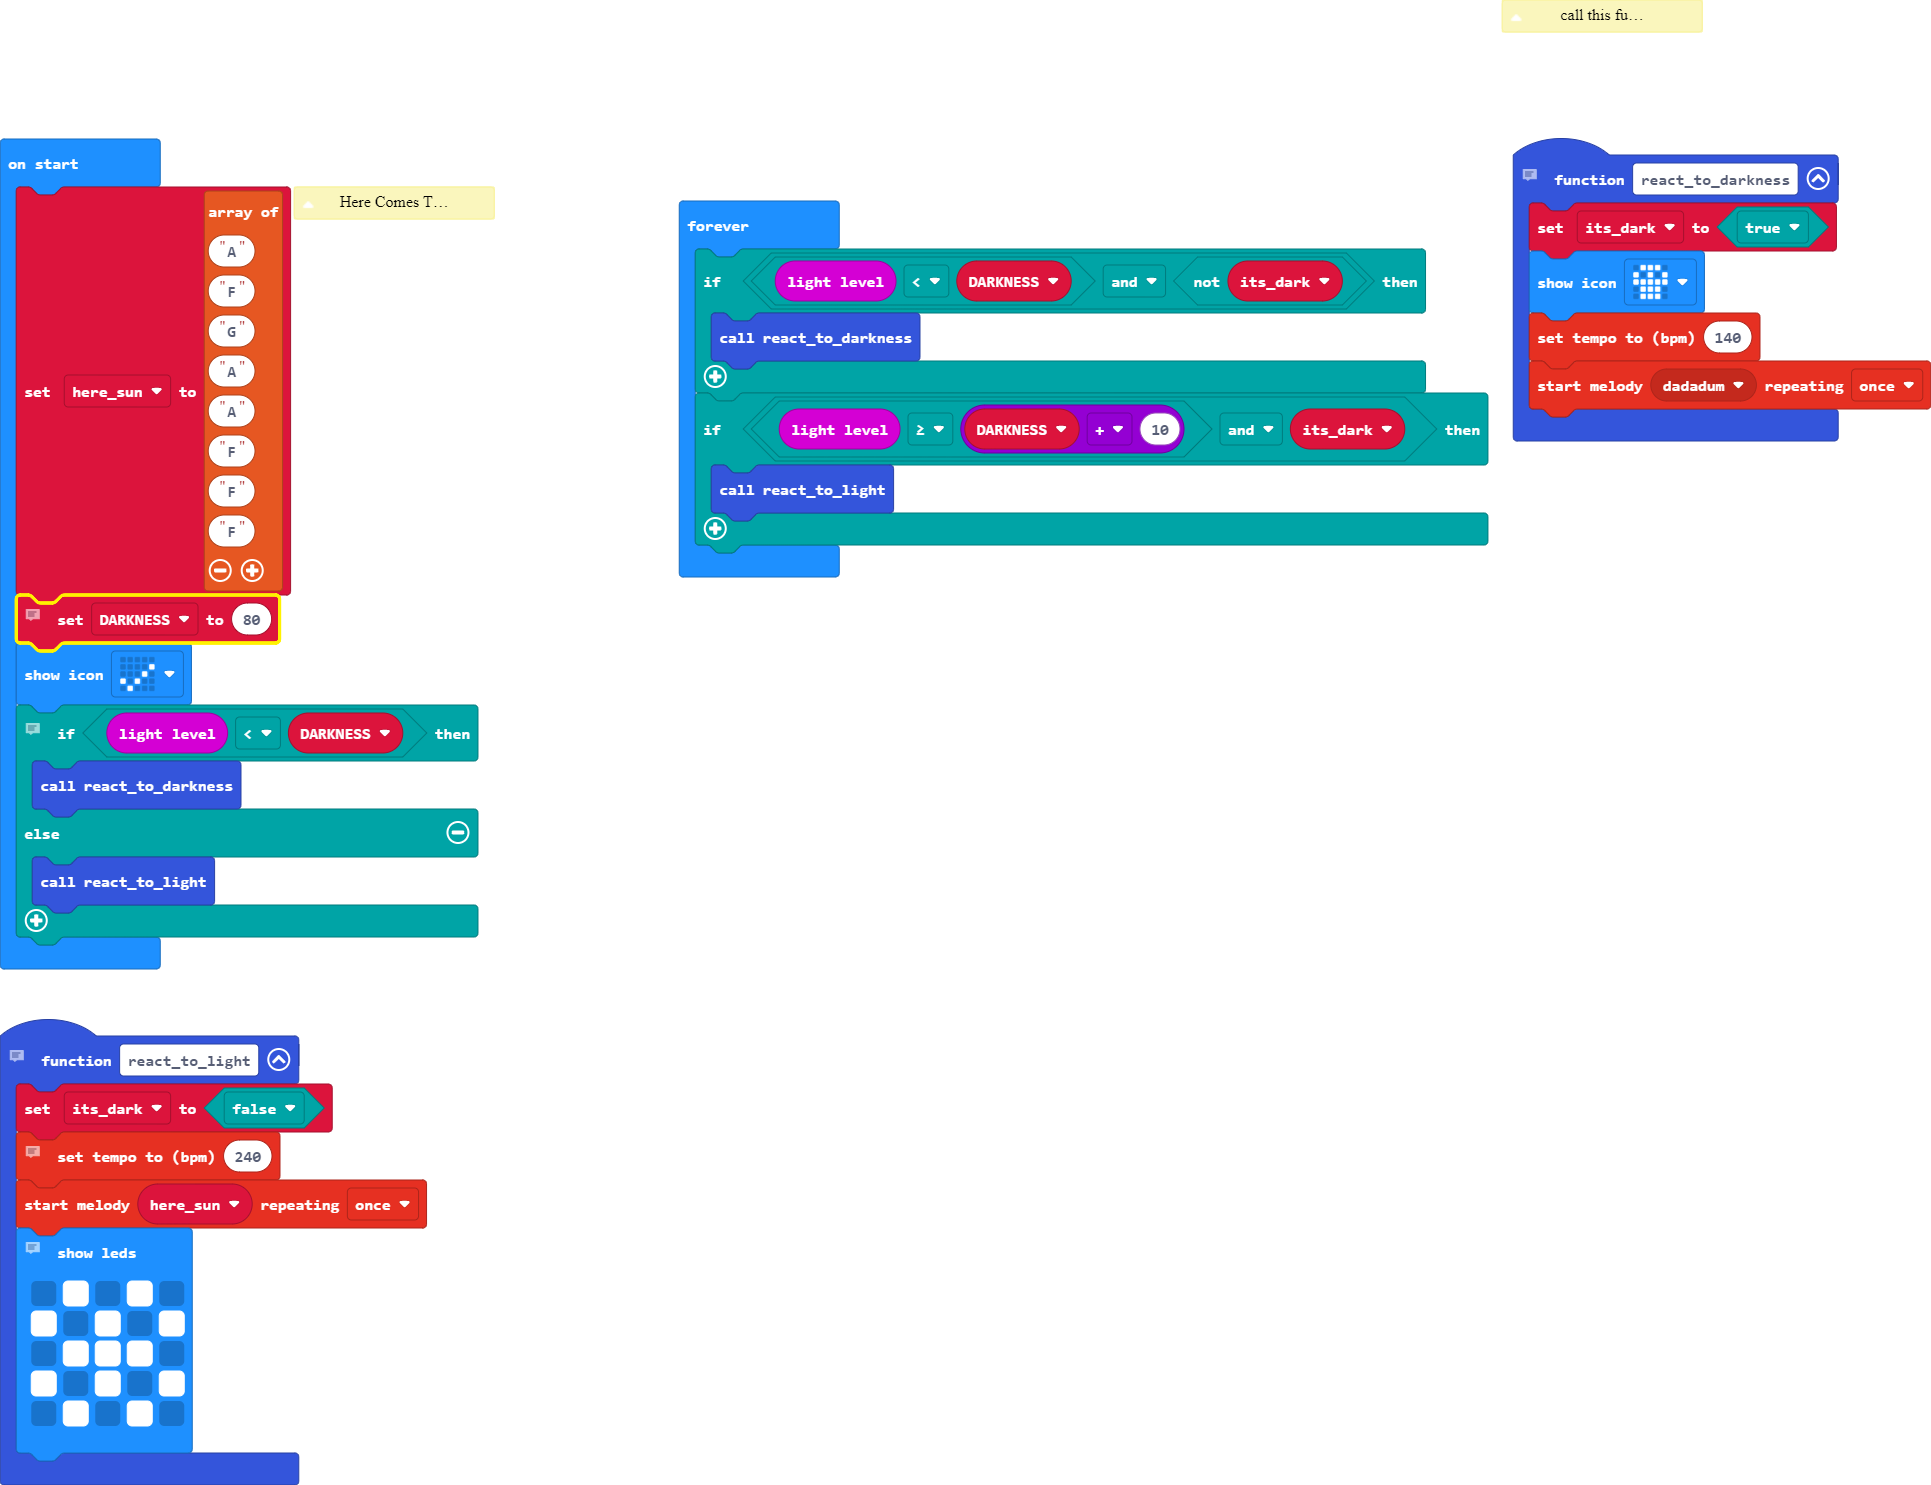 call this fu…
on start
set here_sun to
array of
"A"
"F"
"G"
"A"
"A"
"F"
"F"
"F"
Here Comes T…
set DARKNESS to 80
show icon
if light level < DARKNESS then
call react_to_darkness
else
call react_to_light
forever
if light level < DARKNESS and not its_dark then
call react_to_darkness
if light level ≥ DARKNESS + 10 and its_dark then
call react_to_light
function react_to_darkness
set its_dark to true
show icon
set tempo to (bpm) 140
start melody dadadum repeating once
function react_to_light
set its_dark to false
set tempo to (bpm) 240
start melody here_sun repeating once
show leds